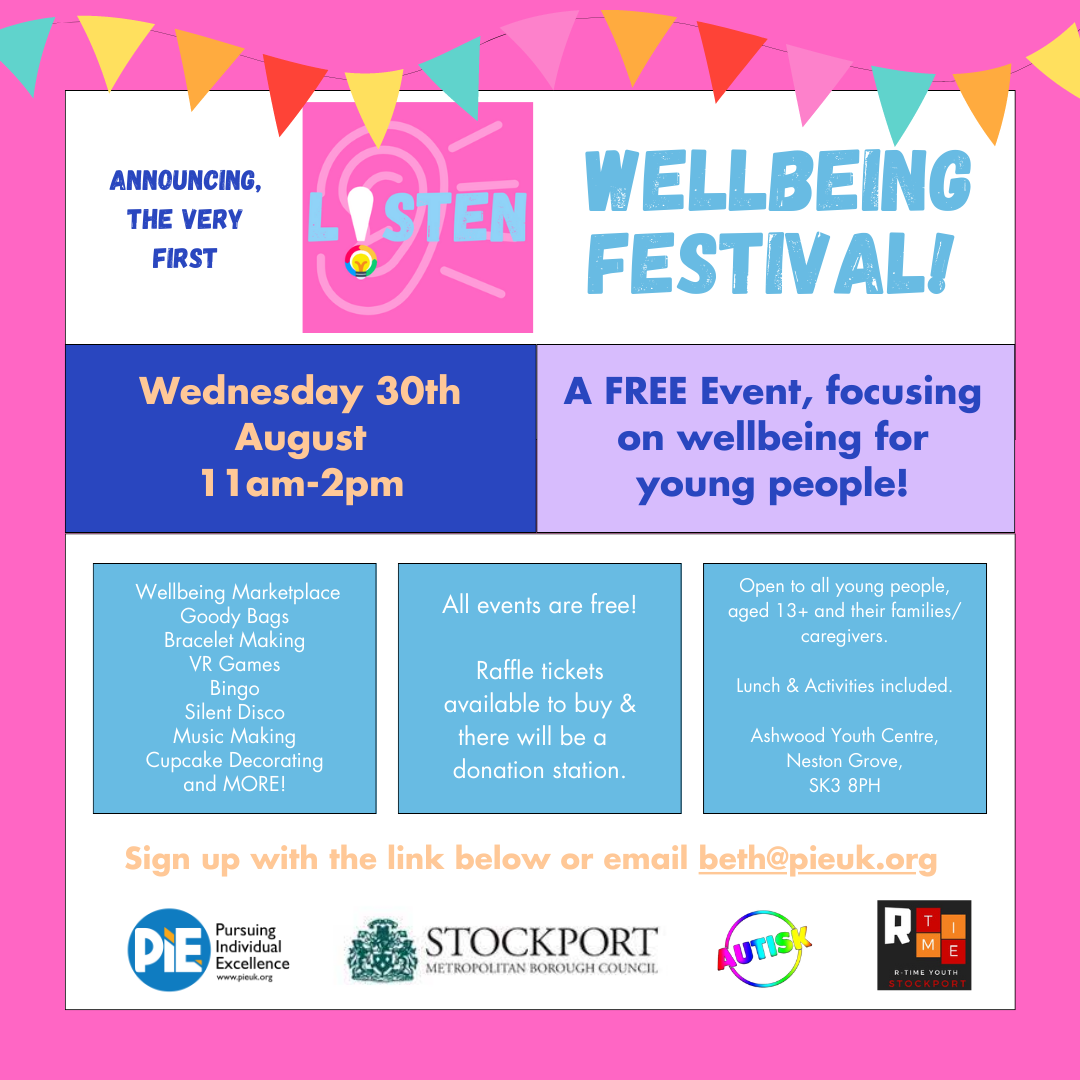 ANNOUNCING,
THE VERY
FIRST
L!STEN
WELLBEING
FESTIVAL!
Wednesday 30th
August
11am-2pm
A FREE Event, focusing
on wellbeing for
young people!
Wellbeing Marketplace
Goody Bags
Bracelet Making
VR Games
Bingo
Silent Disco
Music Making
Cupcake Decorating
and MORE!
All events are free!
Raffle tickets
available to buy &
there will be a
donation station.
Open to all young people,
aged 13+ and their families/
caregivers.
Lunch & Activities included.
Ashwood Youth Centre,
Neston Grove,
SK3 8PH
Sign up with the link below or email beth@pieuk.org
PiE
Pursuing
Individual
Excellence
www.pieuk.org
STOCKPORT
METROPOLITAN BOROUGH COUNCIL
AUTISK
R TIME
R-TIME YOUTH
STOCKPORT